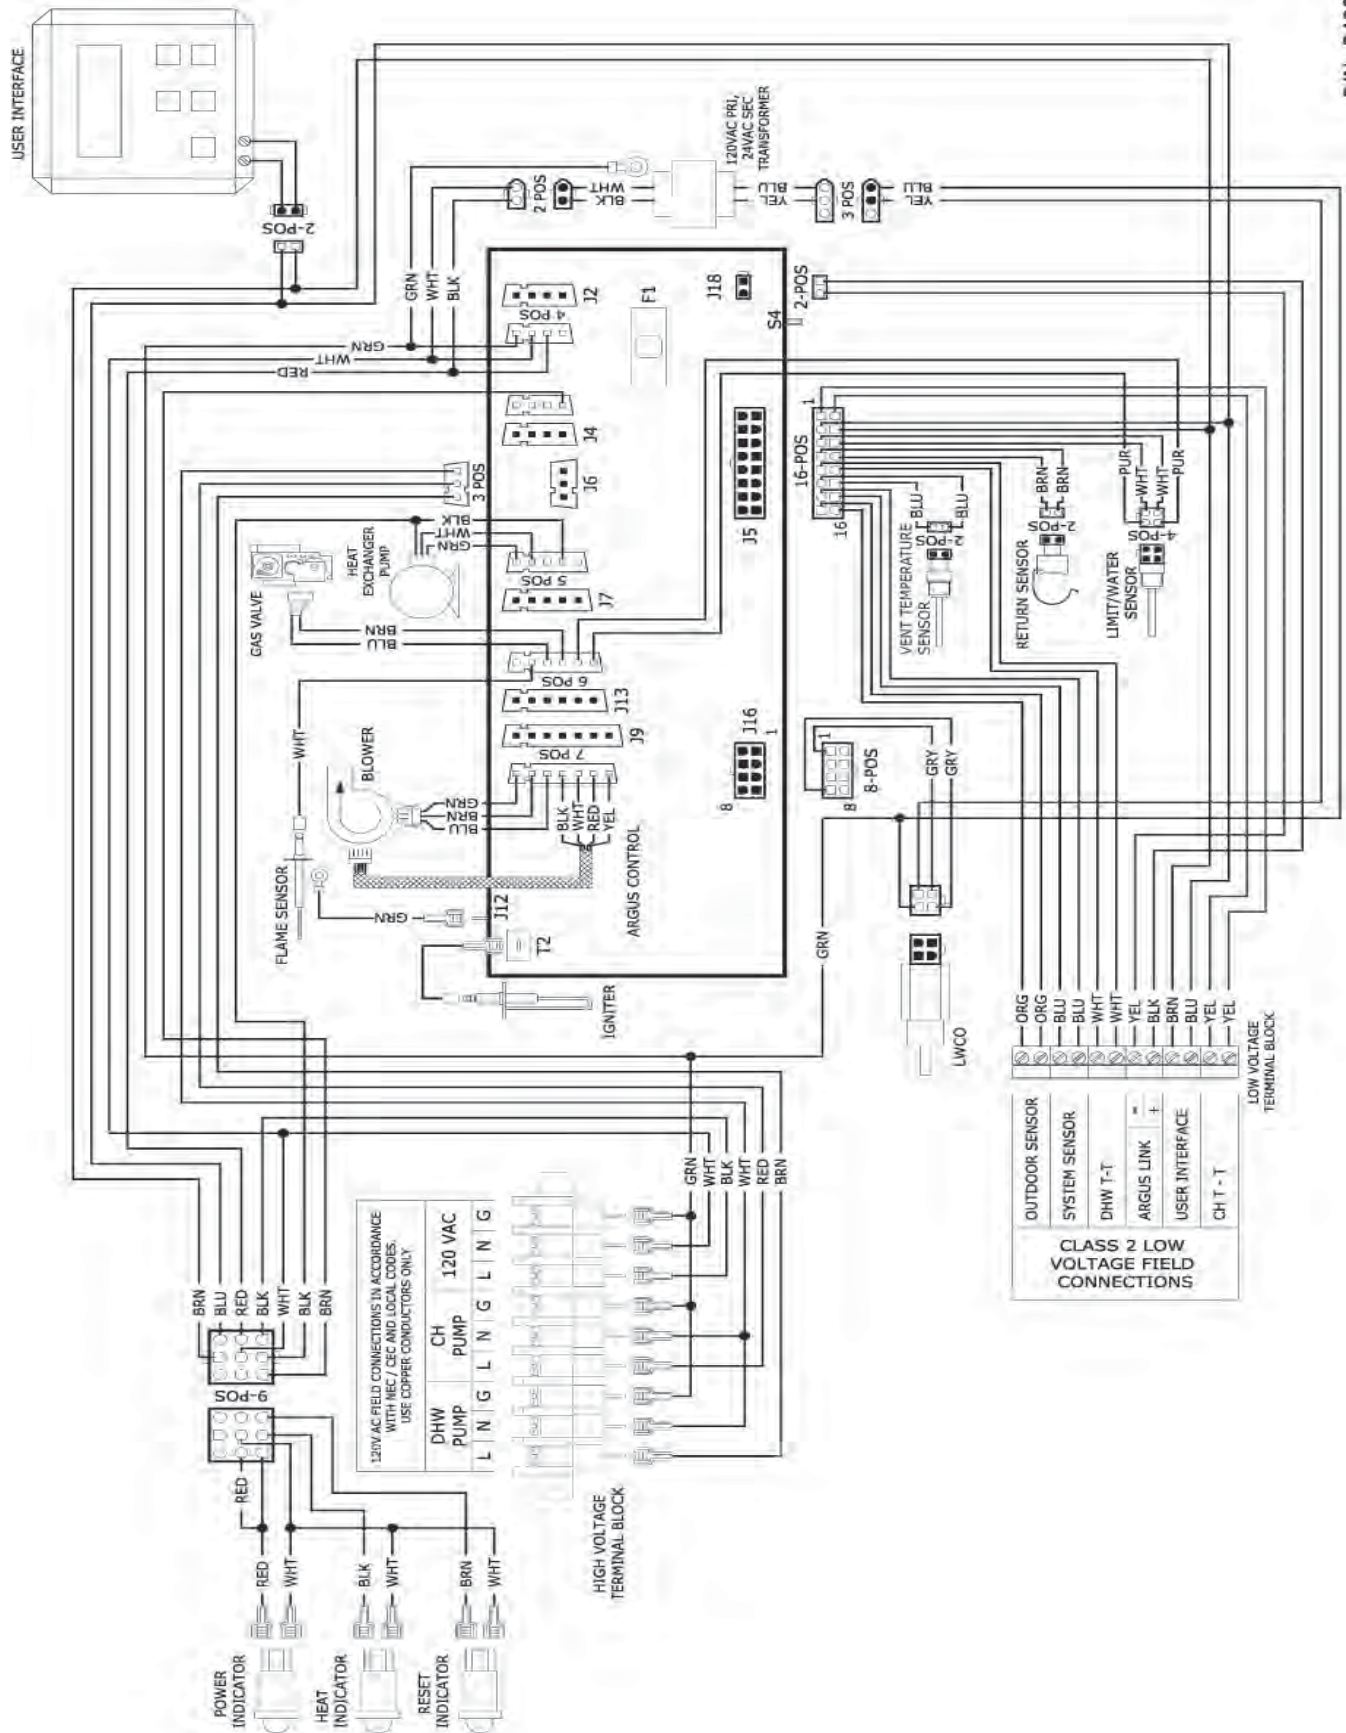 USER INTERFACE
2-POS
GRN
WHT
BLK
2 POS
WHT
BLK
120VAC PRI,
24VAC SEC
TRANSFORMER
BLU
YEL
3 POS
BLU
YEL
GRN
WHT
RED
J2
4 POS
F1
J18
2-POS
S4
J4
3 POS
J6
J5
16-POS
1
16
GAS VALVE
HEAT
EXCHANGER
PUMP
BLK
WHT
GRN
5 POS
J7
BRN
BLU
6 POS
J13
J9
7 POS
J16
1
8
FLAME SENSOR
WHT
BLOWER
GRN
BRN
BLU
BLK
WHT
RED
YEL
GRN
J12
T2
ARGUS CONTROL
IGNITER
VENT TEMPERATURE
SENSOR
BLU
BLU
2-POS
RETURN SENSOR
BRN
BRN
2-POS
LIMIT/WATER
SENSOR
PUR
WHT
WHT
PUR
4-POS
1
8
8-POS
GRY
GRY
GRN
LWCO
ORG
ORG
BLU
BLU
WHT
WHT
YEL
BLK
BRN
BLU
YEL
YEL
LOW VOLTAGE
TERMINAL BLOCK
OUTDOOR SENSOR
SYSTEM SENSOR
DHW T-T
ARGUS LINK - +
USER INTERFACE
CH T - T
CLASS 2 LOW
VOLTAGE FIELD
CONNECTIONS
BRN
BLU
RED
BLK
WHT
BLK
BRN
9-POS
RED
120V AC FIELD CONNECTIONS IN ACCORDANCE
WITH NEC / CEC AND LOCAL CODES.
USE COPPER CONDUCTORS ONLY
DHW
PUMP
CH
PUMP
120 VAC
L N G L N G L N G
GRN
WHT
BLK
WHT
RED
BRN
HIGH VOLTAGE
TERMINAL BLOCK
RED
WHT
BLK
WHT
BRN
WHT
POWER
INDICATOR
HEAT
INDICATOR
RESET
INDICATOR